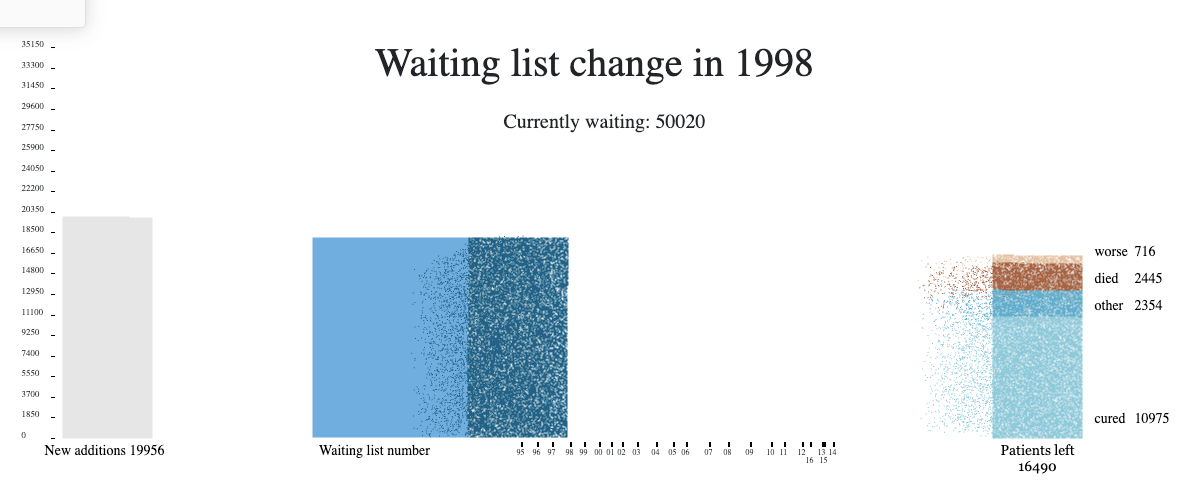 Waiting list change in 1998
Currently waiting: 50020
35150
33300
31450
29600
27750
25900
24050
22200
20350
18500
16650
14800
12950
11100
9250
7400
5550
3700
1850
0
New additions 19956
Waiting list number
95 96 97 98 99 00 01 02 03 04 05 06 07 08 09 10 11 12 13 14
16 15
worse 716
died 2445
other 2354
cured 10975
Patients left
16490